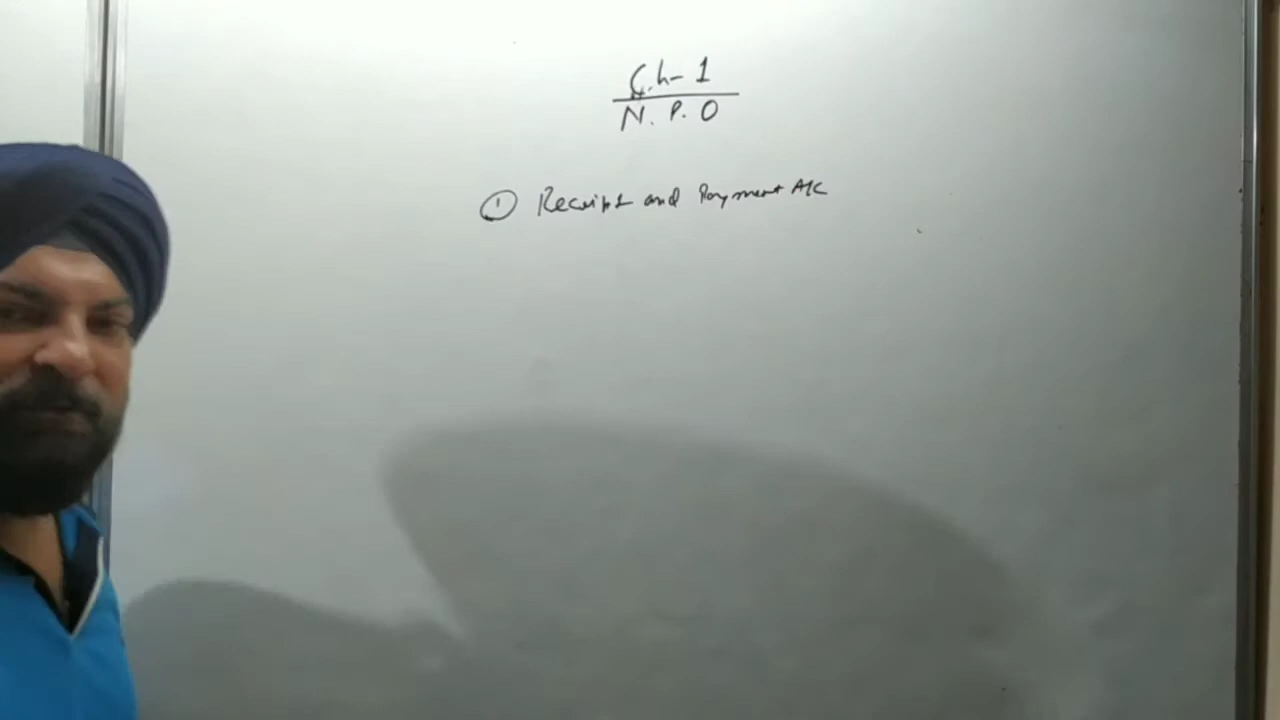 Ch-1
N.P.O
① Receipt and Payment A/C